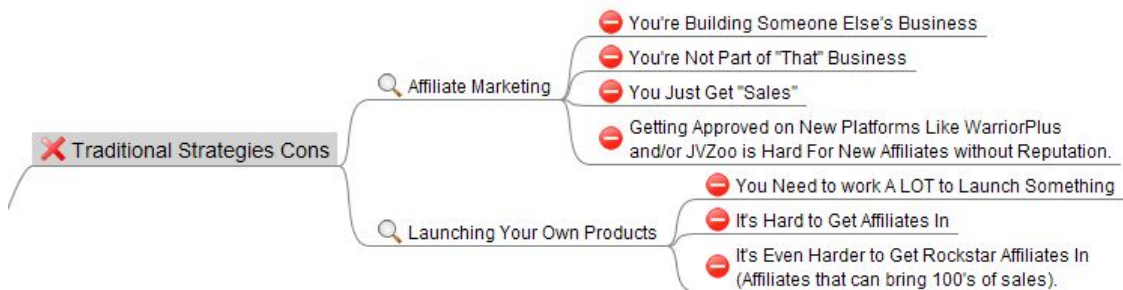 You're Building Someone Else's Business
You're Not Part of "That" Business
Affiliate Marketing
You Just Get "Sales"
Getting Approved on New Platforms Like WarriorPlus
and/or JVZoo is Hard For New Affiliates without Reputation.
Traditional Strategies Cons
You Need to work A LOT to Launch Something
Launching Your Own Products
It's Hard to Get Affiliates In
It's Even Harder to Get Rockstar Affiliates In
(Affiliates that can bring 100's of sales).